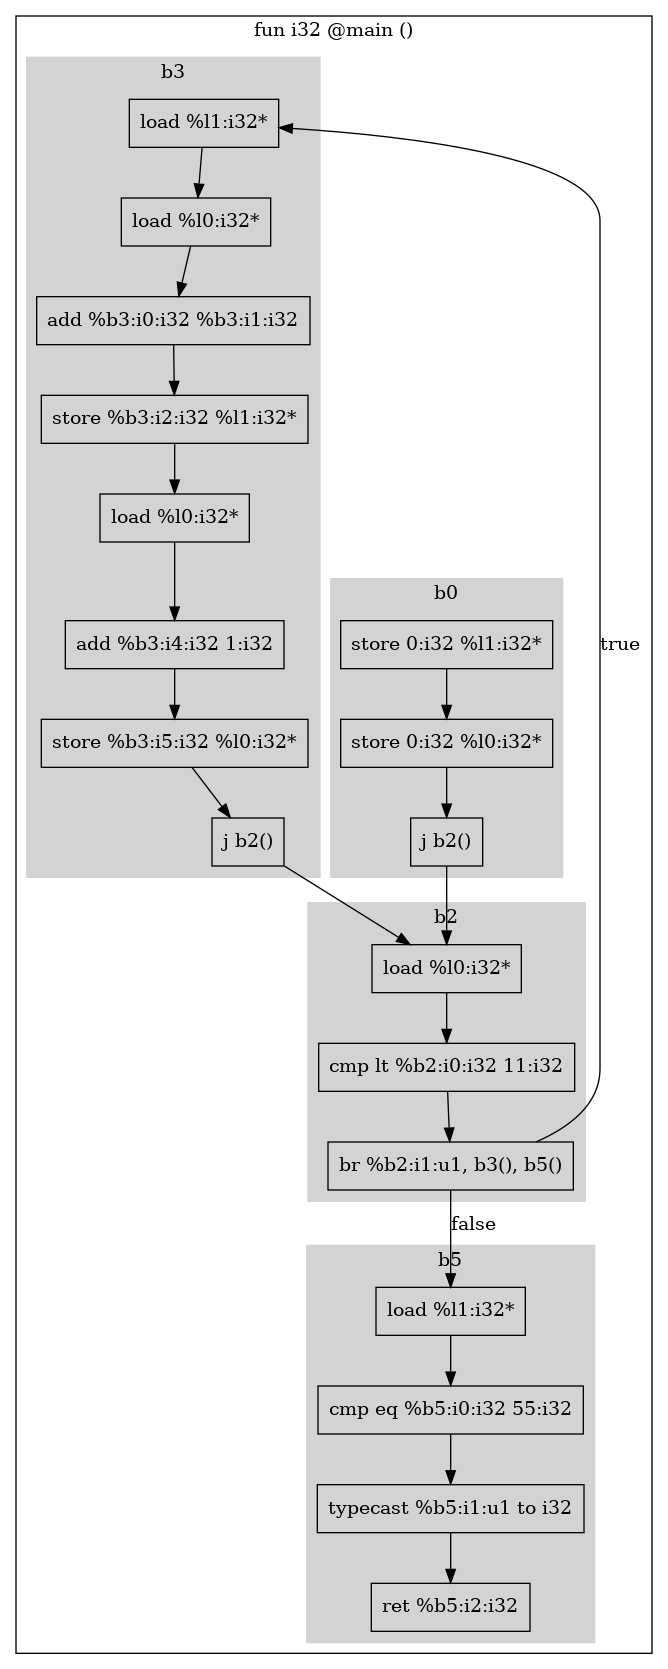 fun i32 @main ()
b3
load %l1:i32*
load %l0:i32*
add %b3:i0:i32 %b3:i1:i32
store %b3:i2:i32 %l1:i32*
load %l0:i32*
add %b3:i4:i32 1:i32
store %b3:i5:i32 %l0:i32*
j b2()
b0
store 0:i32 %l1:i32*
store 0:i32 %l0:i32*
j b2()
true
b2
load %l0:i32*
cmp lt %b2:i0:i32 11:i32
br %b2:i1:u1, b3(), b5()
false
b5
load %l1:i32*
cmp eq %b5:i0:i32 55:i32
typecast %b5:i1:u1 to i32
ret %b5:i2:i32